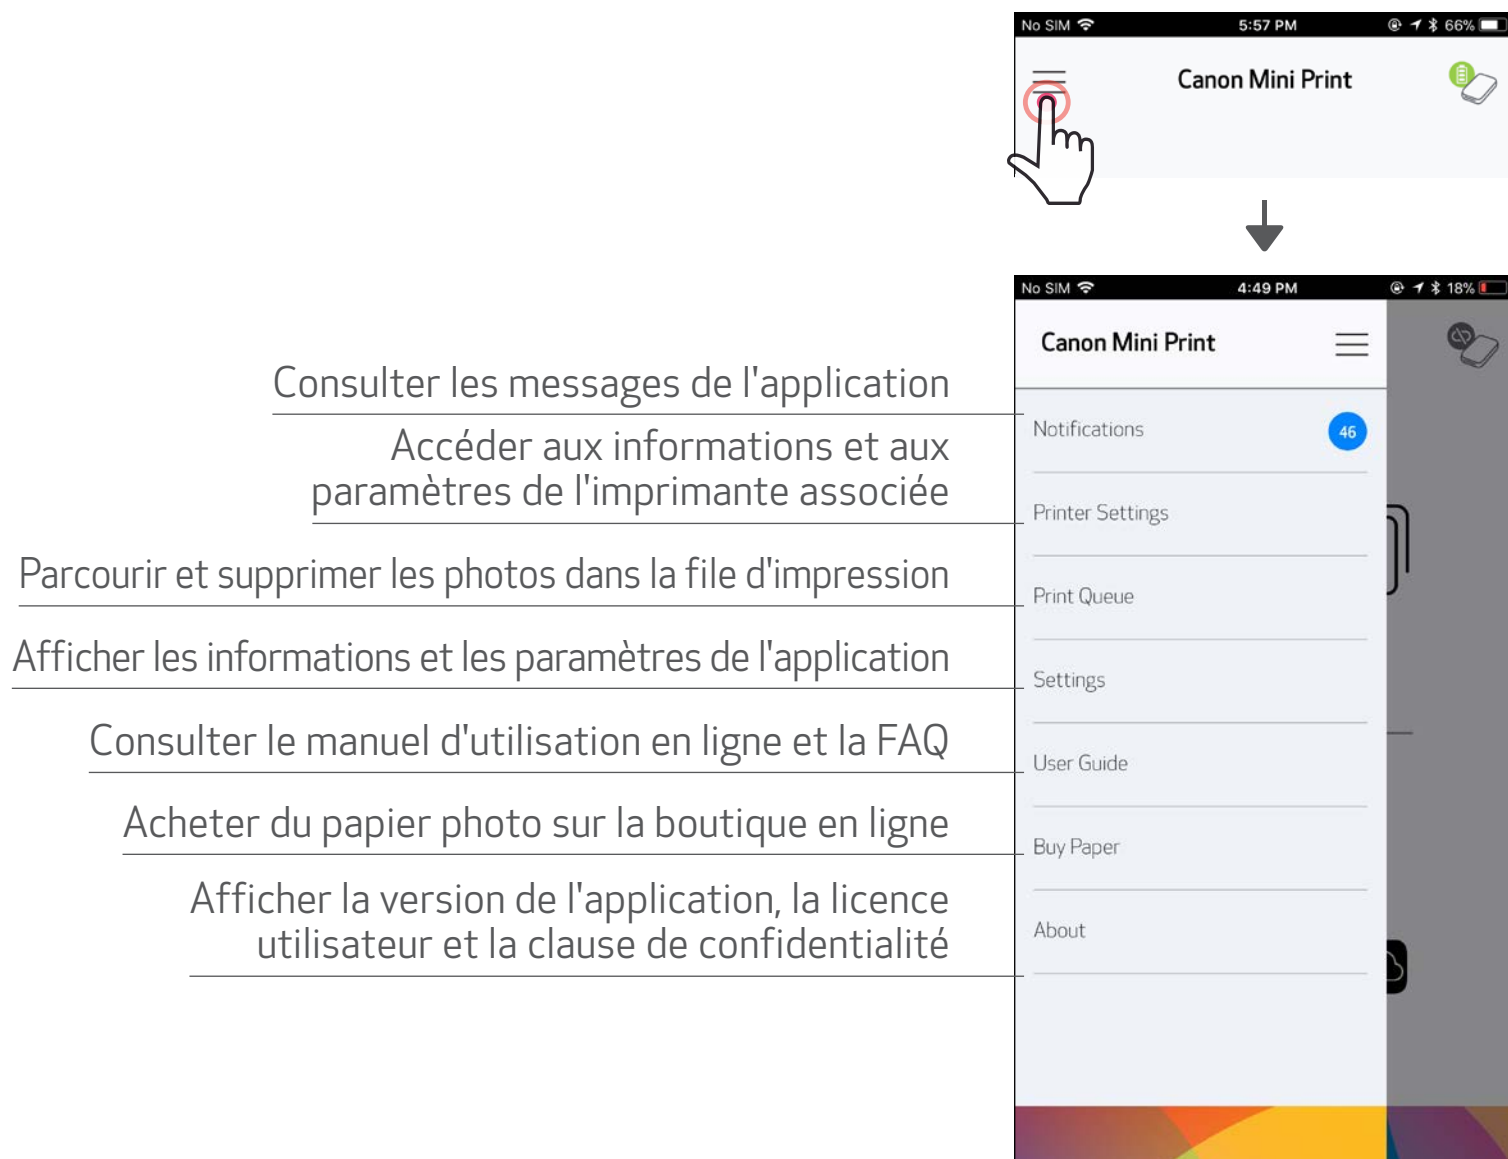 No SIM 5:57 PM 66%
Canon Mini Print
No SIM 4:49 PM 18%
Canon Mini Print
Consulter les messages de l'application
Notifications 46
Accéder aux informations et aux
paramètres de l'imprimante associée
Printer Settings
Parcourir et supprimer les photos dans la file d'impression
Print Queue
Afficher les informations et les paramètres de l'application
Settings
Consulter le manuel d'utilisation en ligne et la FAQ
User Guide
Acheter du papier photo sur la boutique en ligne
Buy Paper
Afficher la version de l'application, la licence
utilisateur et la clause de confidentialité
About